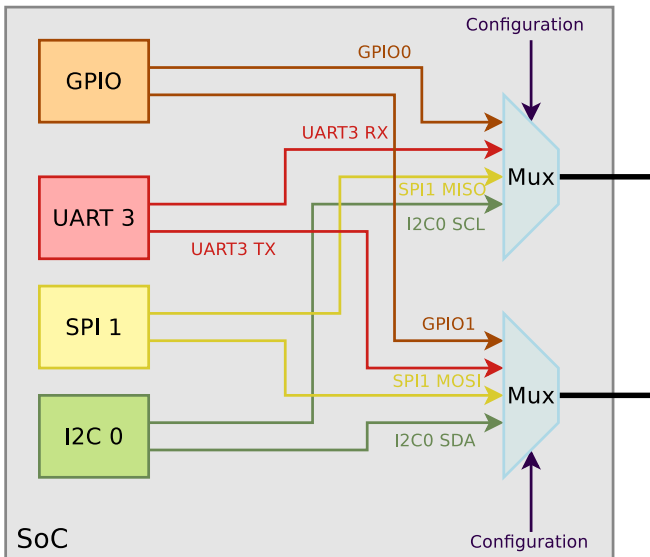 Configuration
GPIO0
GPIO
UART3 RX
Mux
SPI1 MISO
UART 3
I2C0 SCL
UART3 TX
SPI 1
GPIO1
SPI1 MOSI
Mux
I2C 0
I2C0 SDA
SoC
Configuration